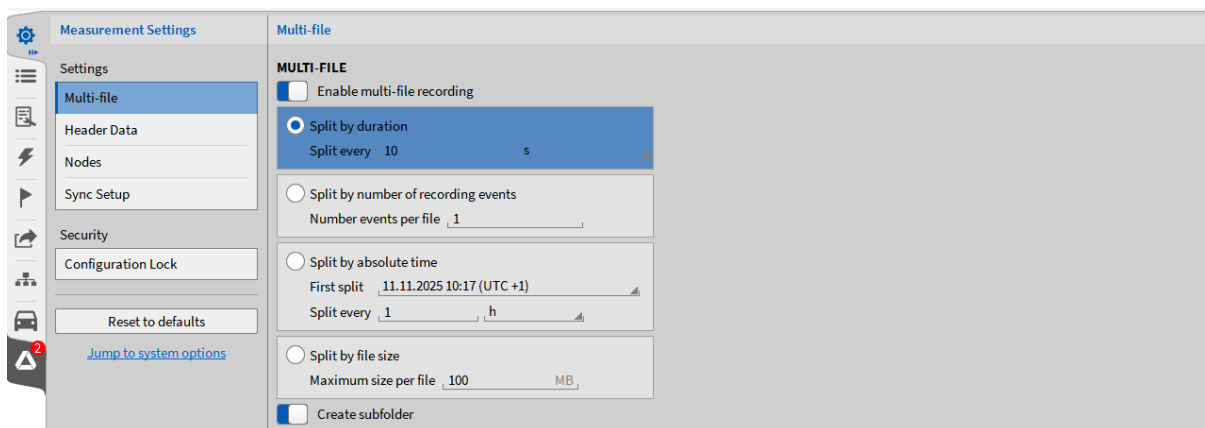 Measurement Settings
Multi-file
Settings
Multi-file
Header Data
Nodes
Sync Setup
Security
Configuration Lock
Reset to defaults
Jump to system options
2
MULTI-FILE
Enable multi-file recording
Split by duration
Split every 10 s
Split by number of recording events
Number events per file 1
Split by absolute time
First split 11.11.2025 10:17 (UTC +1)
Split every 1 h
Split by file size
Maximum size per file 100 MB
Create subfolder